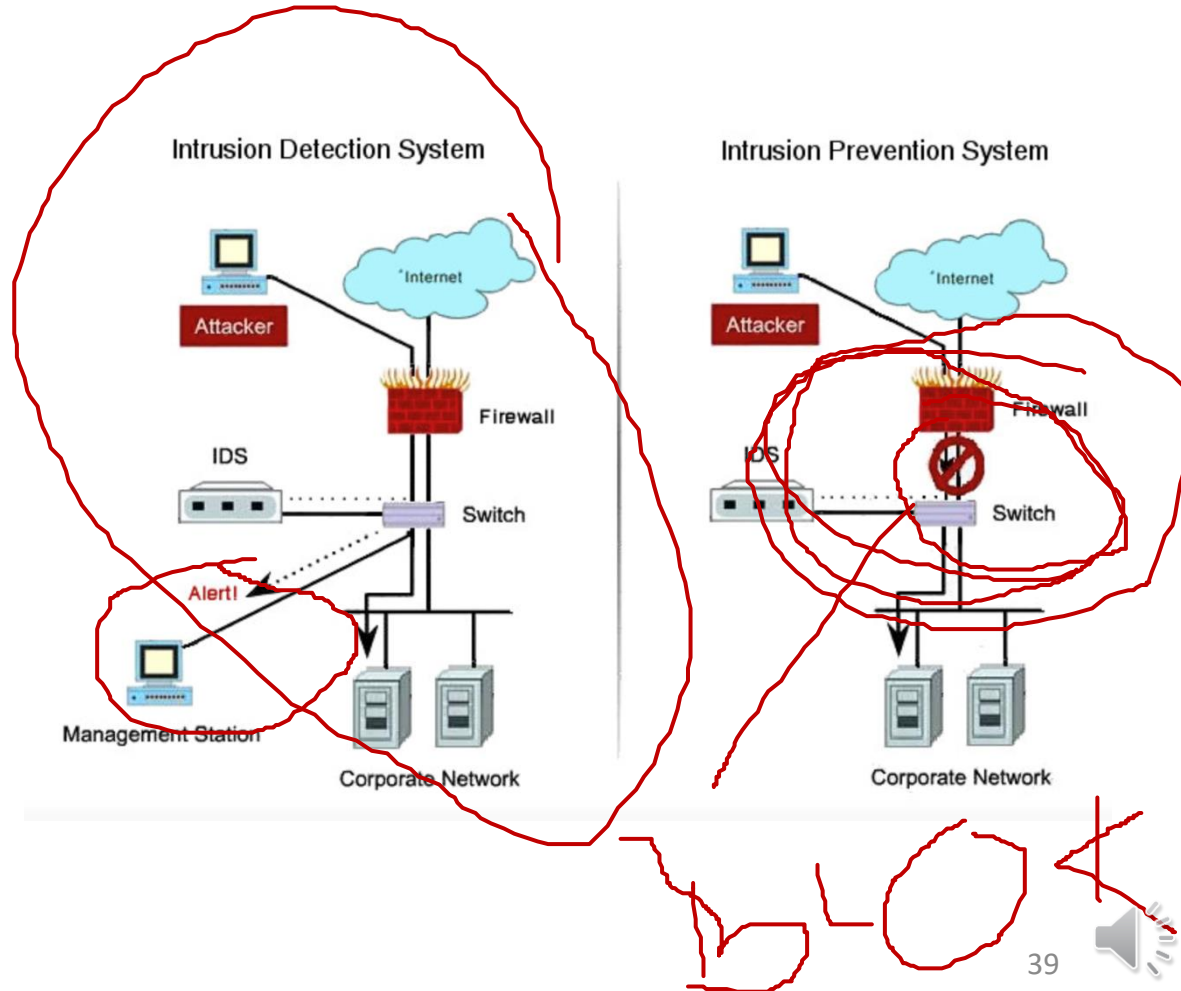 Intrusion Detection System
Internet
Attacker
Firewall
IDS
Switch
Alert!
Management Station
Corporate Network
Intrusion Prevention System
Internet
Attacker
Firewall
IDS
Switch
Corporate Network
39